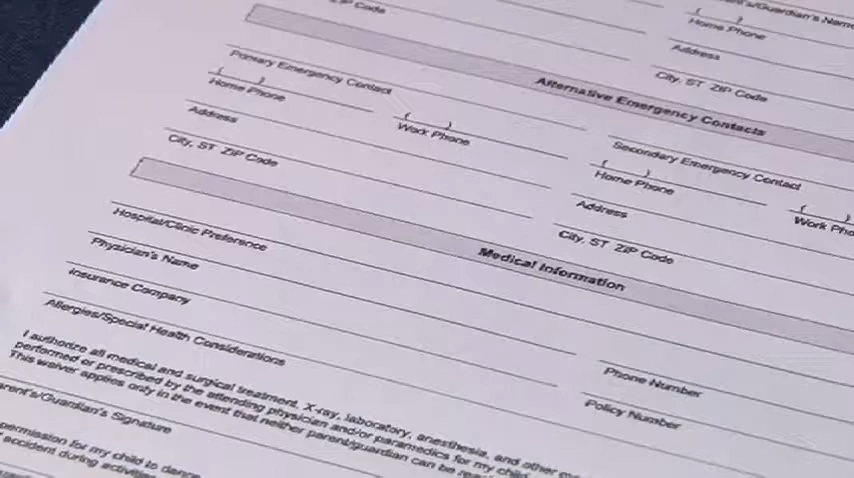 ZIP Code
nt's/Guardian's Name
( )
Home Phone
Address
City, ST ZIP Code
Alternative Emergency Contacts
Primary Emergency Contact
( )
Home Phone
( )
Work Phone
Address
City, ST ZIP Code
Secondary Emergency Contact
( )
Home Phone
( )
Work Pho
Address
City, ST ZIP Code
Medical Information
Hospital/Clinic Preference
Physician's Name
Phone Number
Insurance Company
Policy Number
Allergies/Special Health Considerations
I authorize all medical and surgical treatment, X-ray, laboratory, anesthesia, and other
performed or prescribed by the attending physician and/or paramedics for my child
This waiver applies only in the event that neither parent/guardian can be
arent's/Guardian's Signature
permission for my child to dance
accident during activities